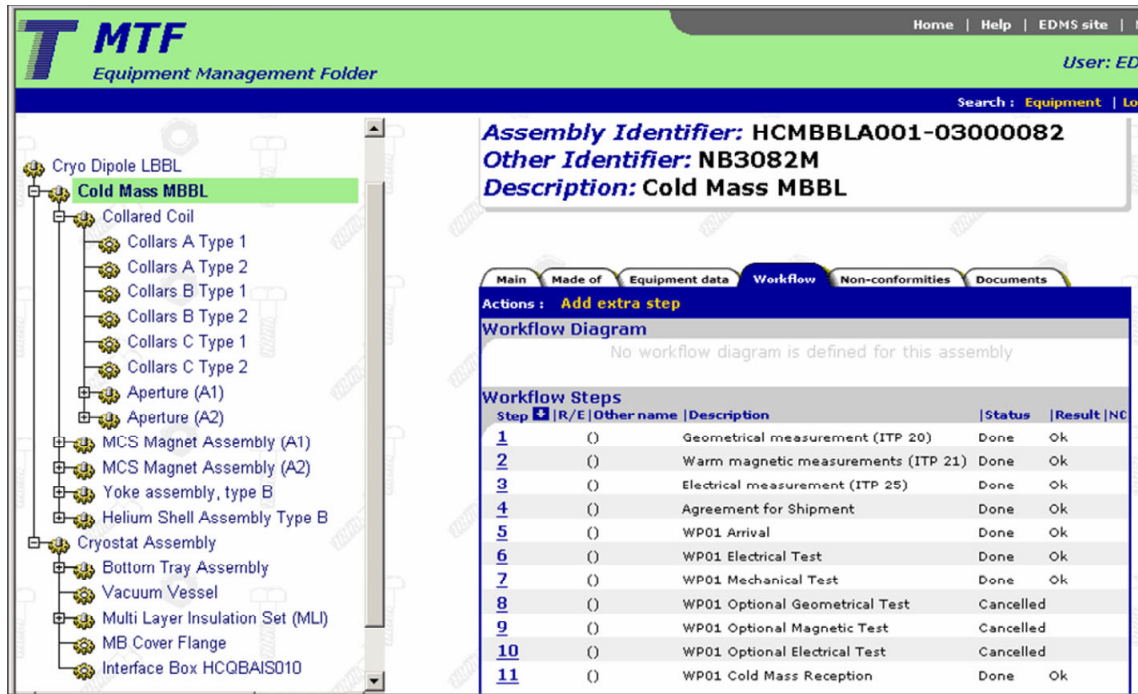 MTF
Equipment Management Folder
Home | Help | EDMS site |
User: ED
Search : Equipment | Lo
Cryo Dipole LBBL
Cold Mass MBBL
Collared Coil
Collars A Type 1
Collars A Type 2
Collars B Type 1
Collars B Type 2
Collars C Type 1
Collars C Type 2
Aperture (A1)
Aperture (A2)
MCS Magnet Assembly (A1)
MCS Magnet Assembly (A2)
Yoke assembly, type B
Helium Shell Assembly Type B
Cryostat Assembly
Bottom Tray Assembly
Vacuum Vessel
Multi Layer Insulation Set (MLI)
MB Cover Flange
Interface Box HCQBAIS010
Assembly Identifier: HCMBBLA001-03000082
Other Identifier: NB3082M
Description: Cold Mass MBBL
Main Made of Equipment data Workflow Non-conformities Documents
Actions : Add extra step
Workflow Diagram
No workflow diagram is defined for this assembly
Workflow Steps
Step |R/E|Other name |Description |Status |Result |NC
1 () Geometrical measurement (ITP 20) Done Ok
2 () Warm magnetic measurements (ITP 21) Done Ok
3 () Electrical measurement (ITP 25) Done Ok
4 () Agreement for Shipment Done Ok
5 () WP01 Arrival Done Ok
6 () WP01 Electrical Test Done Ok
7 () WP01 Mechanical Test Done Ok
8 () WP01 Optional Geometrical Test Cancelled
9 () WP01 Optional Magnetic Test Cancelled
10 () WP01 Optional Electrical Test Cancelled
11 () WP01 Cold Mass Reception Done Ok